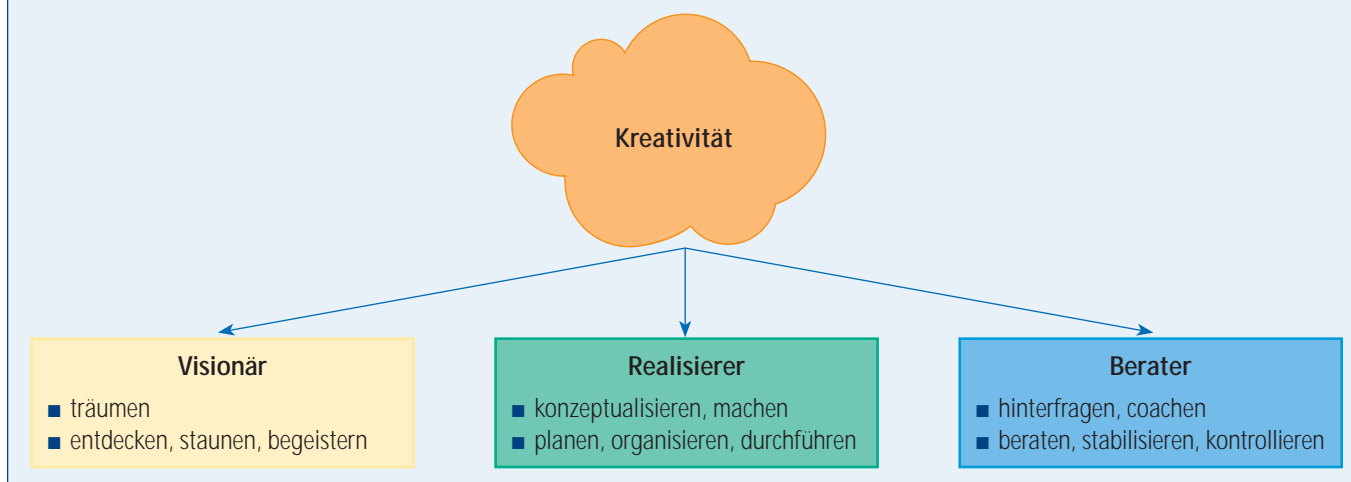 Kreativität
Visionär
■ träumen
■ entdecken, staunen, begeistern
Realisierer
■ konzeptualisieren, machen
■ planen, organisieren, durchführen
Berater
■ hinterfragen, coachen
■ beraten, stabilisieren, kontrollieren